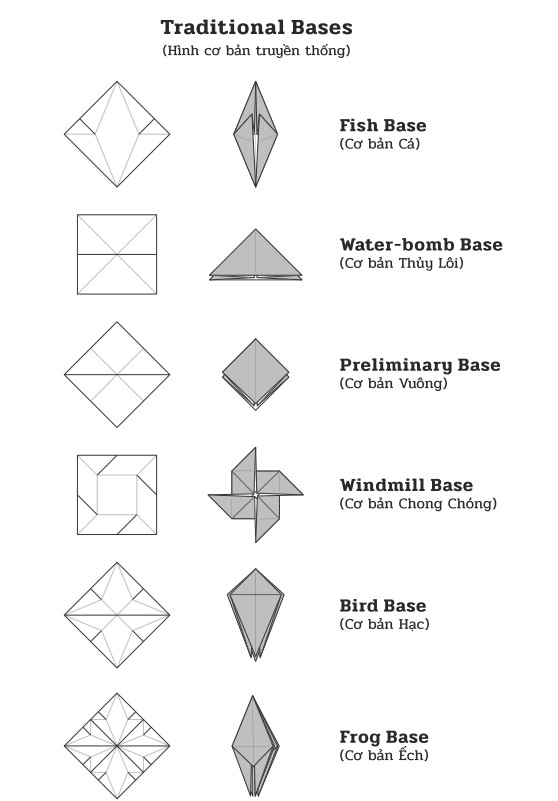 Traditional Bases
(Hình cơ bản truyền thống)
Fish Base
(Cơ bản Cá)
Water-bomb Base
(Cơ bản Thủy Lôi)
Preliminary Base
(Cơ bản Vuông)
Windmill Base
(Cơ bản Chong Chóng)
Bird Base
(Cơ bản Hạc)
Frog Base
(Cơ bản Ếch)